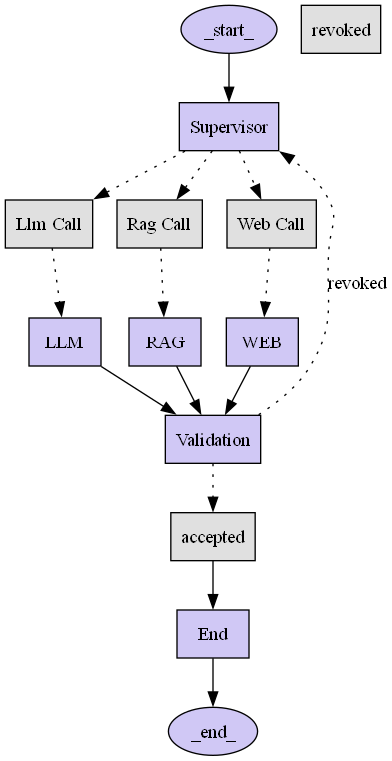 _start_
revoked
Supervisor
Llm Call
Rag Call
Web Call
revoked
LLM
RAG
WEB
Validation
accepted
End
_end_